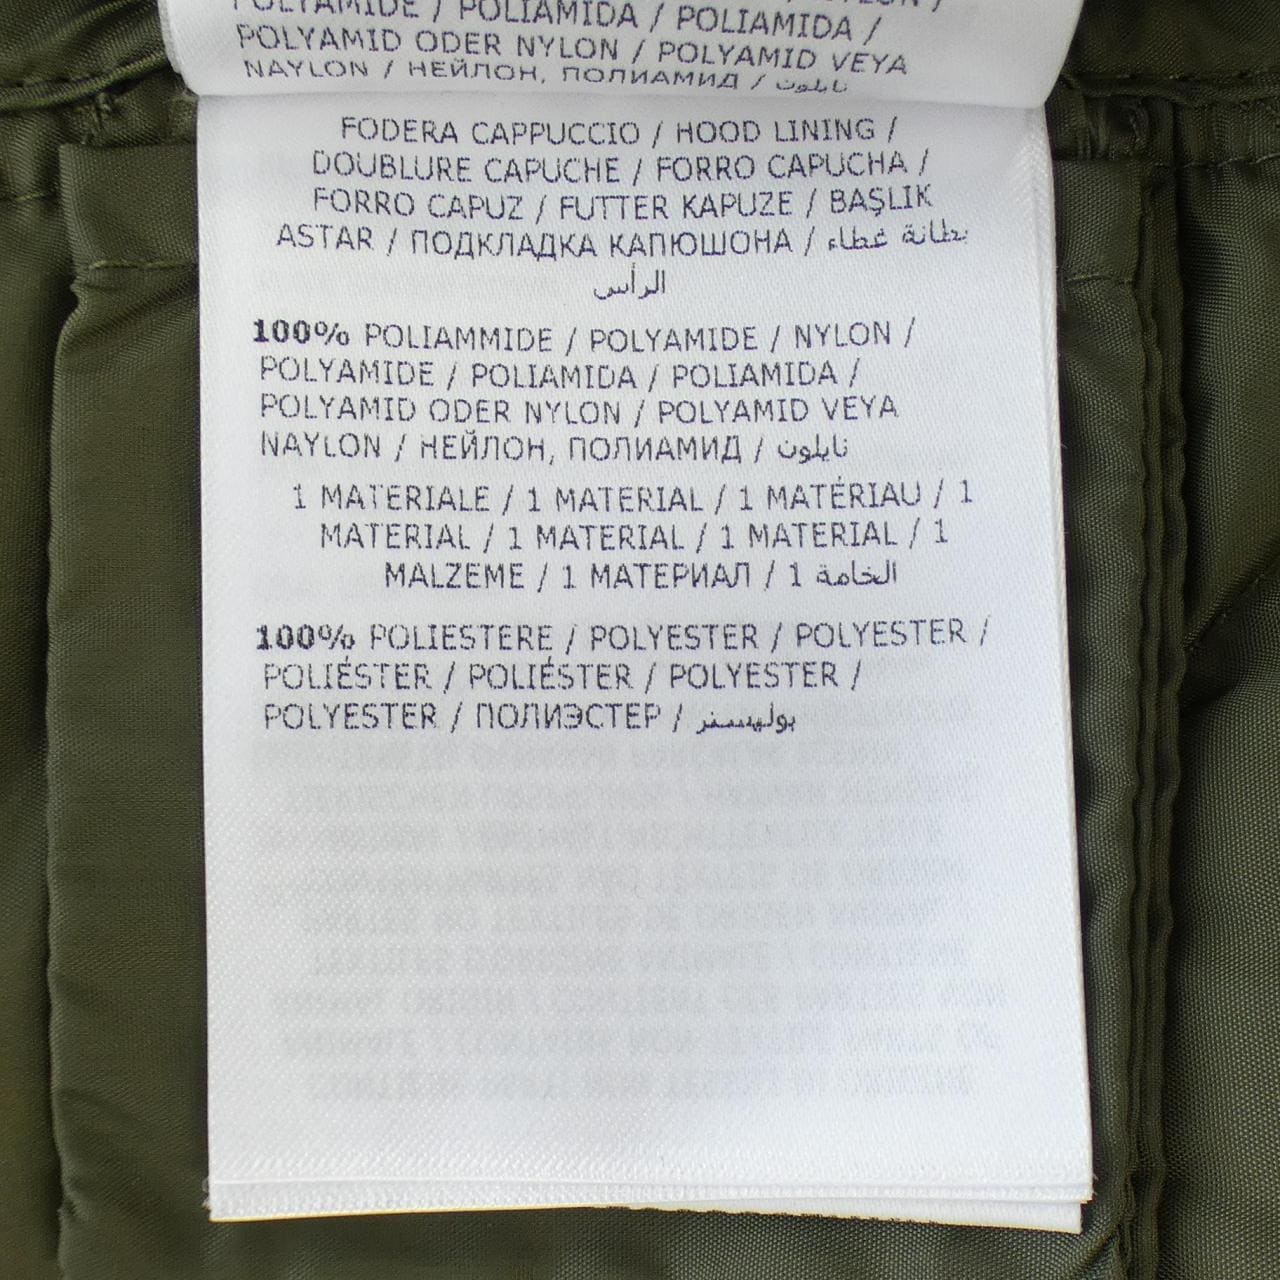 POLYAMIDE / POLIAMIDA / POLIAMIDA /
POLYAMID ODER NYLON / POLYAMID VEYA
NAYLON / НЕЙЛОН, ПОЛИАМИД / نايلون
FODERA CAPPUCCIO / HOOD LINING /
DOUBLURE CAPUCHE / FORRO CAPUCHA /
FORRO CAPUZ / FUTTER KAPUZE / BAŞLIK
ASTAR / ПОДКЛАДКА КАПЮШОНА / بطانة غطاء
الرأس
100% POLIAMMIDE / POLYAMIDE / NYLON /
POLYAMIDE / POLIAMIDA / POLIAMIDA /
POLYAMID ODER NYLON / POLYAMID VEYA
NAYLON / НЕЙЛОН, ПОЛИАМИД / نايلون
1 MATERIALE / 1 MATERIAL / 1 MATÉRIAU / 1
MATERIAL / 1 MATERIAL / 1 MATERIAL / 1
MALZEME / 1 МАТЕРИАЛ / 1 الخامة
100% POLIESTERE / POLYESTER / POLYESTER /
POLIÉSTER / POLIÉSTER / POLYESTER /
POLYESTER / ПОЛИЭСТЕР / بوليستر